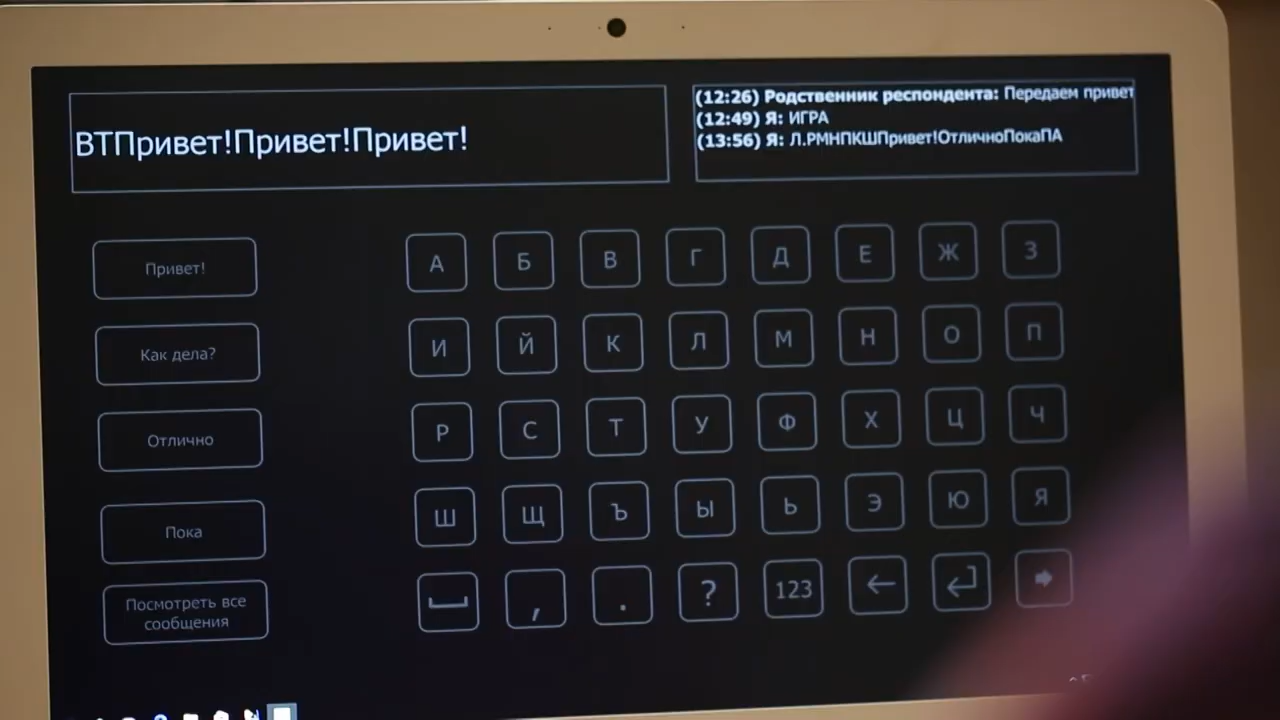 ВТПривет!Привет!Привет!
(12:26) Родственник респондента: Передаем привет
(12:49) Я: ИГРА
(13:56) Я: Л.РМНПКШПривет!ОтличноПокаПА
Привет!
Как дела?
Отлично
Пока
Посмотреть все
сообщения
А Б В Г Д Е Ж З
И Й К Л М Н О П
Р С Т У Ф Х Ц Ч
Ш Щ Ъ Ы Ь Э Ю Я
, . ? 123